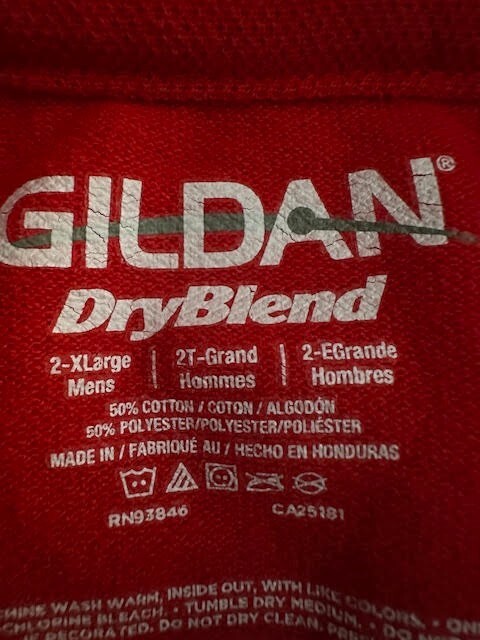 GILDAN®
DryBlend
2-XLarge | 2T-Grand | 2-EGrande
Mens | Hommes | Hombres
50% COTTON / COTON / ALGODÓN
50% POLYESTER/POLYESTER/POLIÉSTER
MADE IN / FABRIQUÉ AU / HECHO EN HONDURAS
RN93846 CA25181
WASH WARM, INSIDE OUT, WITH LIKE COLORS.
CHLORINE BLEACH. • TUMBLE DRY MEDIUM. •
DECORATED. DO NOT DRY CLEAN.